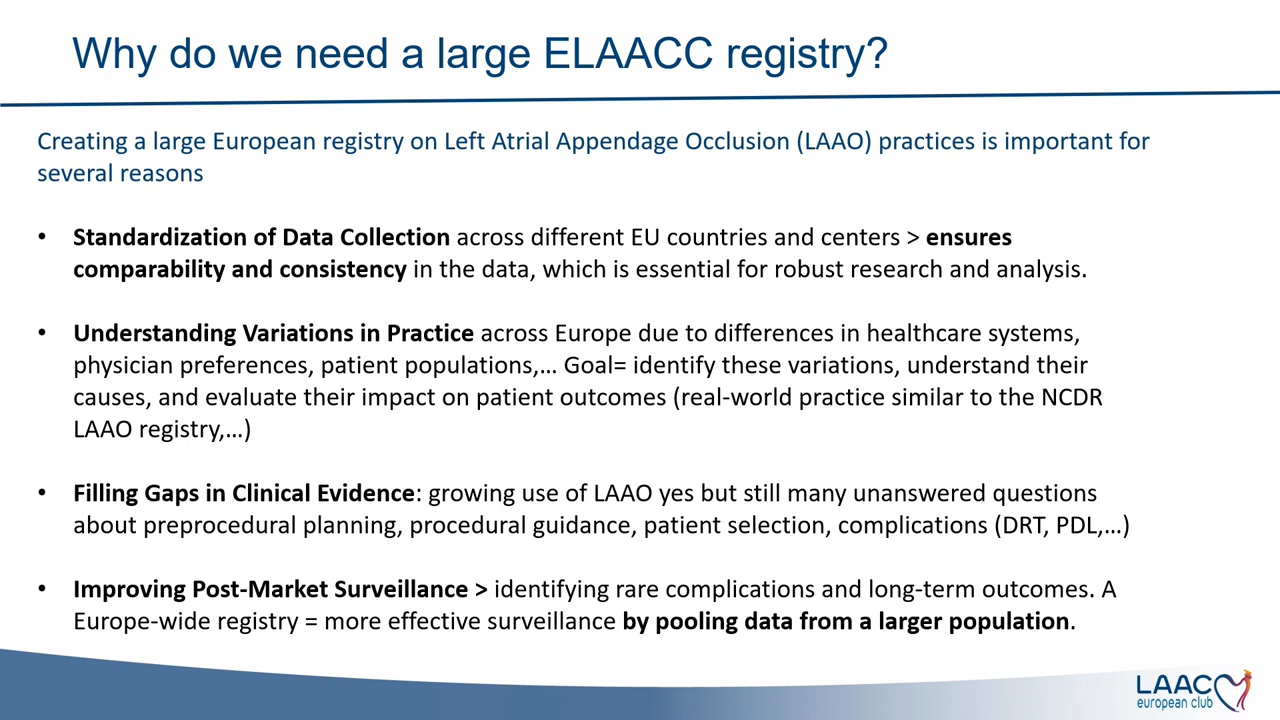 Why do we need a large ELAACC registry?
Creating a large European registry on Left Atrial Appendage Occlusion (LAAO) practices is important for
several reasons
• Standardization of Data Collection across different EU countries and centers > ensures
comparability and consistency in the data, which is essential for robust research and analysis.
• Understanding Variations in Practice across Europe due to differences in healthcare systems,
physician preferences, patient populations,… Goal= identify these variations, understand their
causes, and evaluate their impact on patient outcomes (real-world practice similar to the NCDR
LAAO registry,…)
• Filling Gaps in Clinical Evidence: growing use of LAAO yes but still many unanswered questions
about preprocedural planning, procedural guidance, patient selection, complications (DRT, PDL,…)
• Improving Post-Market Surveillance > identifying rare complications and long-term outcomes. A
Europe-wide registry = more effective surveillance by pooling data from a larger population.
LAAC
european club